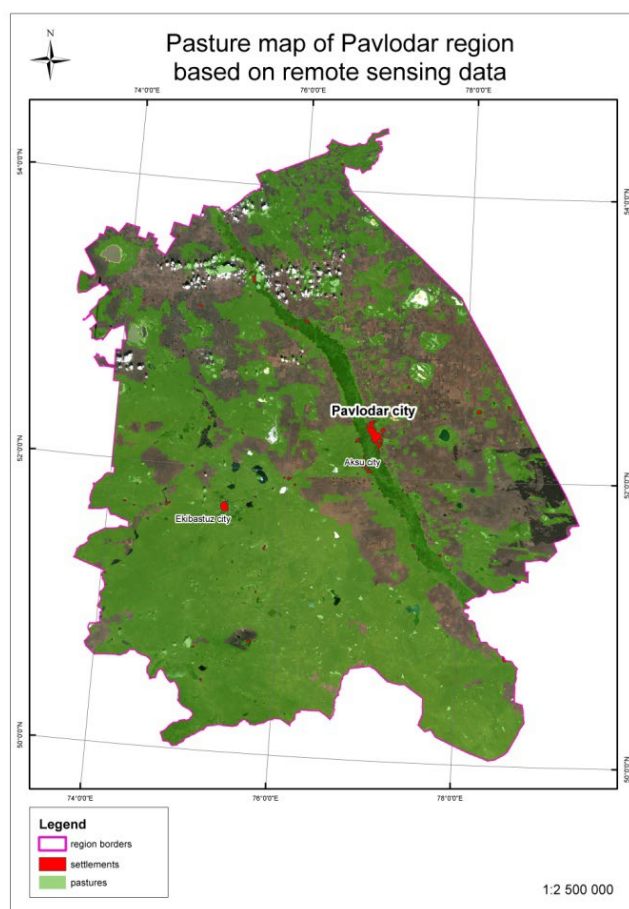 N
Pasture map of Pavlodar region
based on remote sensing data
74°0'0"E
76°0'0"E
78°0'0"E
54°0'0"N
54°0'0"N
Pavlodar city
Aksu city
52°0'0"N
52°0'0"N
Ekibastuz city
50°0'0"N
50°0'0"N
74°0'0"E
76°0'0"E
78°0'0"E
Legend
region borders
settlements
pastures
1:2 500 000